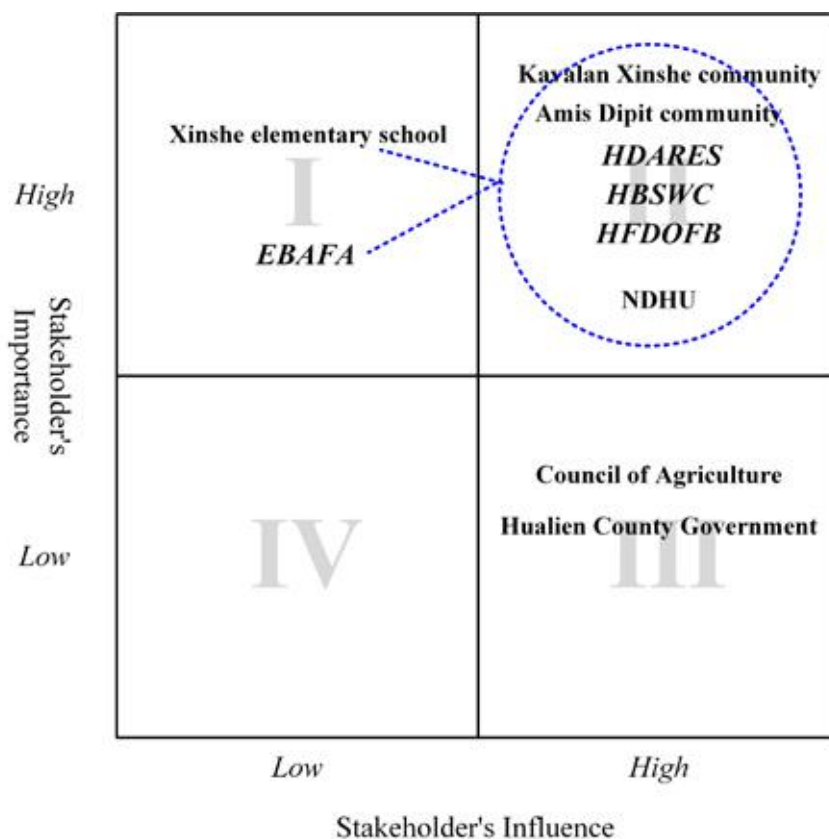 Kavalan Xinshe community
Amis Dipit community
Xinshe elementary school
HDARES
I
II
High
HBSWC
HFDOFB
EBAFA
NDHU
Stakeholder's
Importance
Council of Agriculture
Hualien County Government
IV
III
Low
Low
High
Stakeholder's Influence